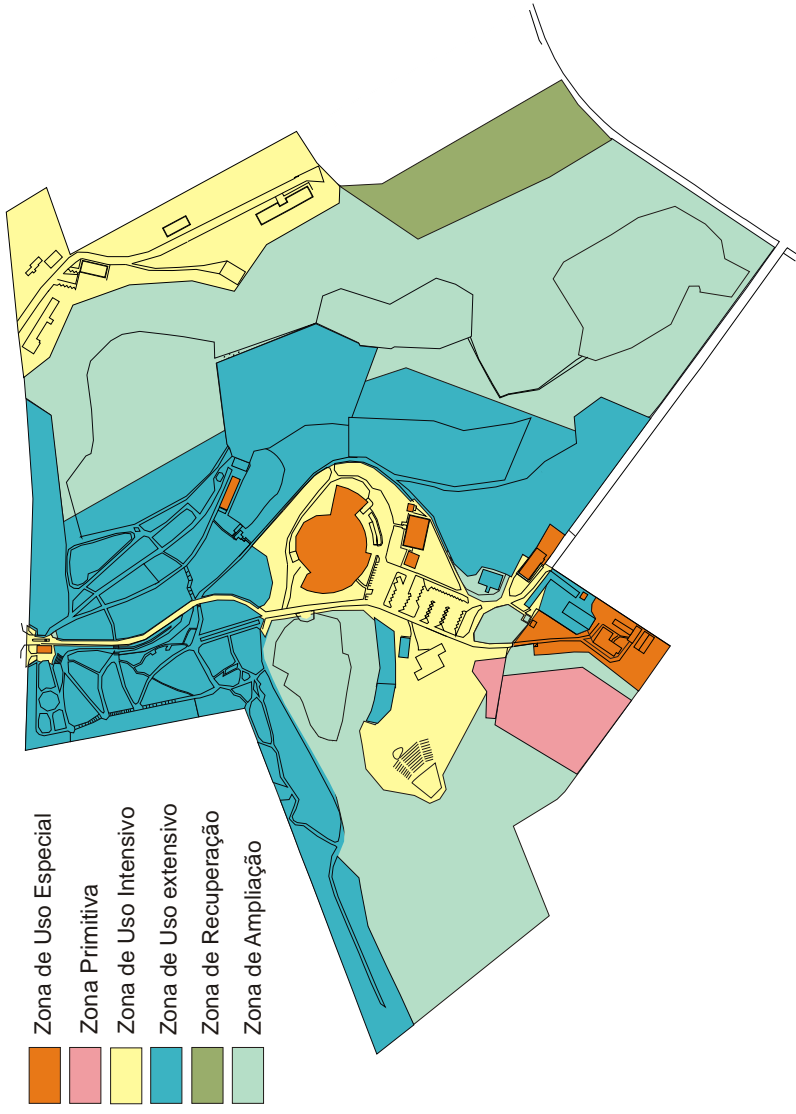 Zona de Uso Especial
Zona Primitiva
Zona de Uso Intensivo
Zona de Uso extensivo
Zona de Recuperação
Zona de Ampliação